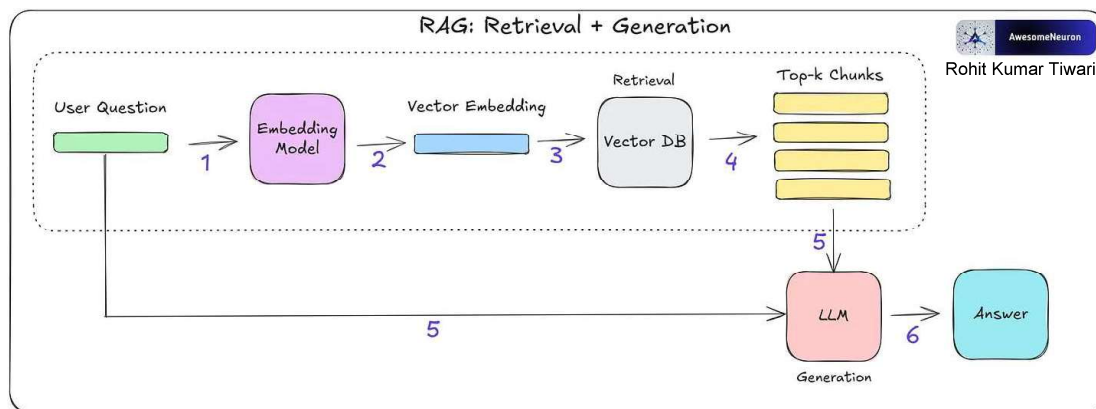 RAG: Retrieval + Generation
AwesomeNeuron
Rohit Kumar Tiwari
User Question
1
Embedding
Model
2
Vector Embedding
3
Retrieval
Vector DB
4
Top-k Chunks
5
5
LLM
Generation
6
Answer